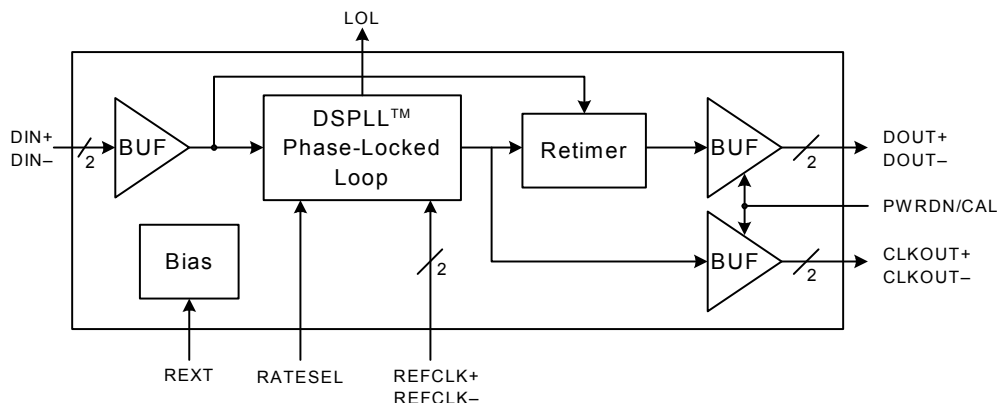 LOL
DSPLL™
Phase-Locked
Loop
DIN+
DIN–
2
BUF
Retimer
BUF
2
DOUT+
DOUT–
PWRDN/CAL
Bias
2
BUF
2
CLKOUT+
CLKOUT–
REXT
RATESEL
REFCLK+
REFCLK–